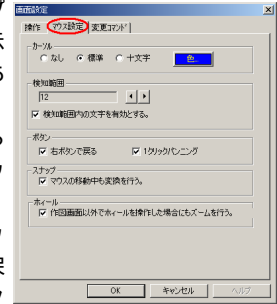 画面設定
操作 マウス設定 変更コマンド
カーソル
なし 標準 十文字 色...
検知範囲
12
検知範囲内の文字を有効とする。
ボタン
右ボタンで戻る 1クリックパンニング
スナップ
マウスの移動中も変換を行う。
ホィール
作図画面以外でホィールを操作した場合にもズームを行う。
OK キャンセル ヘルプ